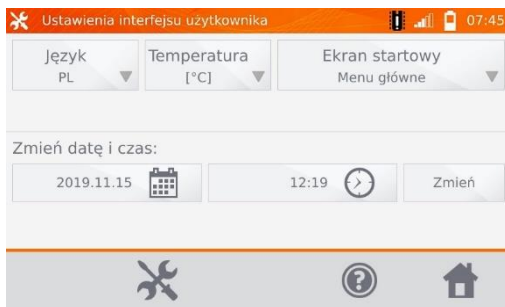 Ustawienia interfejsu użytkownika 07:45
Język Temperatura Ekran startowy
PL [°C] Menu główne
Zmień datę i czas:
2019.11.15 12:19 Zmień